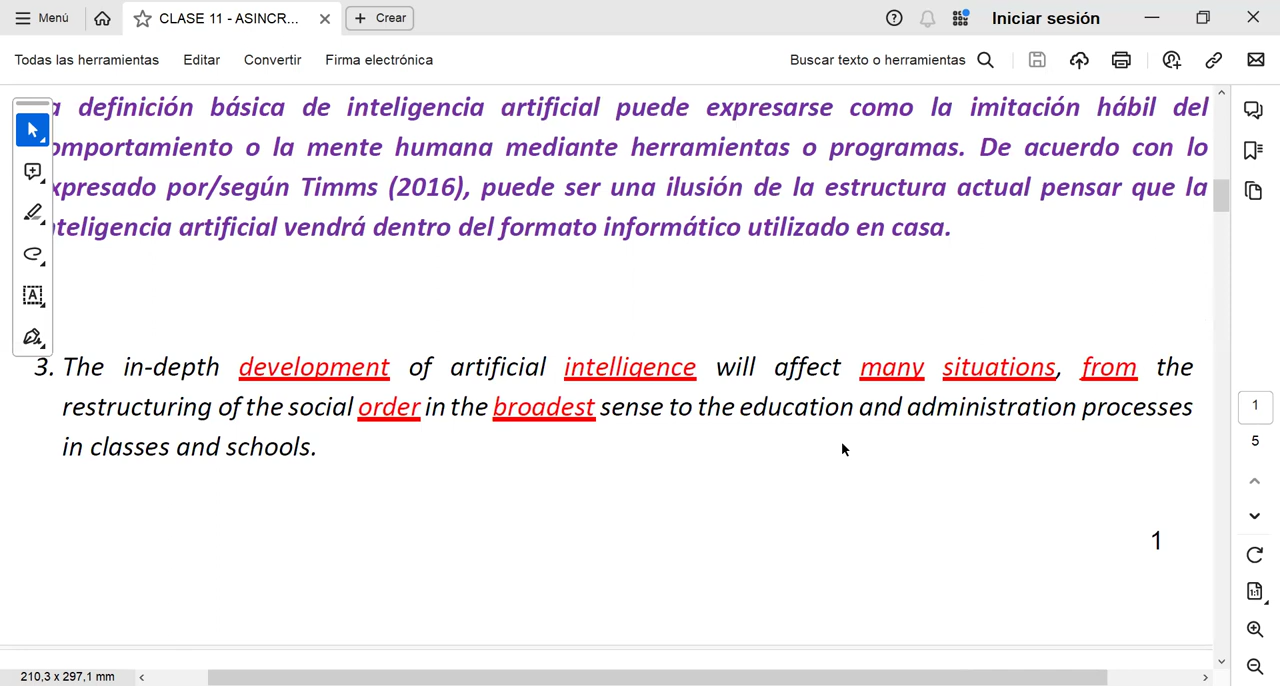 Menú
CLASE 11 - ASINCR...
Crear
Iniciar sesión
Todas las herramientas
Editar
Convertir
Firma electrónica
Buscar texto o herramientas
a definición básica de inteligencia artificial puede expresarse como la imitación hábil del
omportamiento o la mente humana mediante herramientas o programas. De acuerdo con lo
xpresado por/según Timms (2016), puede ser una ilusión de la estructura actual pensar que la
nteligencia artificial vendrá dentro del formato informático utilizado en casa.
3. The in-depth development of artificial intelligence will affect many situations, from the
restructuring of the social order in the broadest sense to the education and administration processes
in classes and schools.
1
1
5
210,3 x 297,1 mm